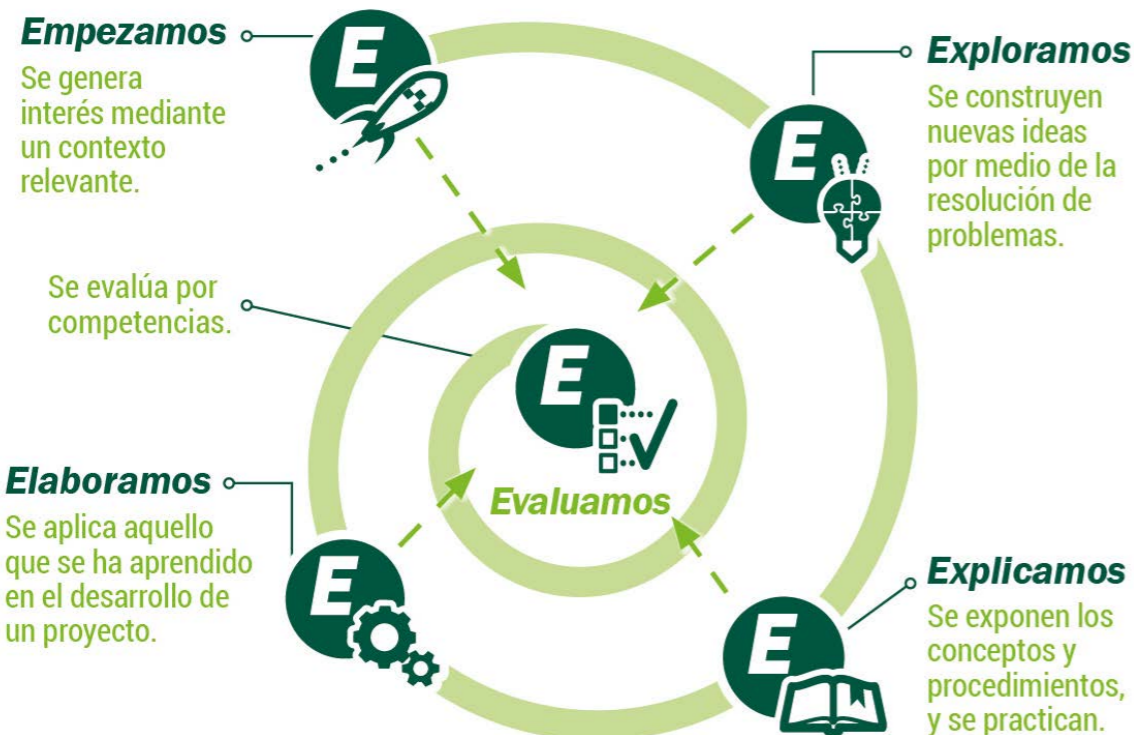 Empezamos
Se genera
interés mediante
un contexto
relevante.
E
E
Exploramos
Se construyen
nuevas ideas
por medio de la
resolución de
problemas.
Se evalúa por
competencias.
E
Evaluamos
Elaboramos
Se aplica aquello
que se ha aprendido
en el desarrollo de
un proyecto.
E
E
Explicamos
Se exponen los
conceptos y
procedimientos,
y se practican.